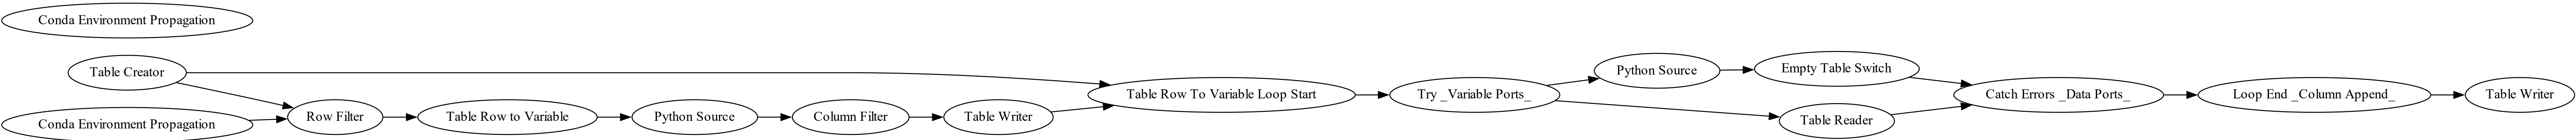 Conda Environment Propagation
Table Creator
Conda Environment Propagation
Row Filter
Table Row to Variable
Python Source
Column Filter
Table Writer
Table Row To Variable Loop Start
Try _Variable Ports_
Python Source
Empty Table Switch
Table Reader
Catch Errors _Data Ports_
Loop End _Column Append_
Table Writer